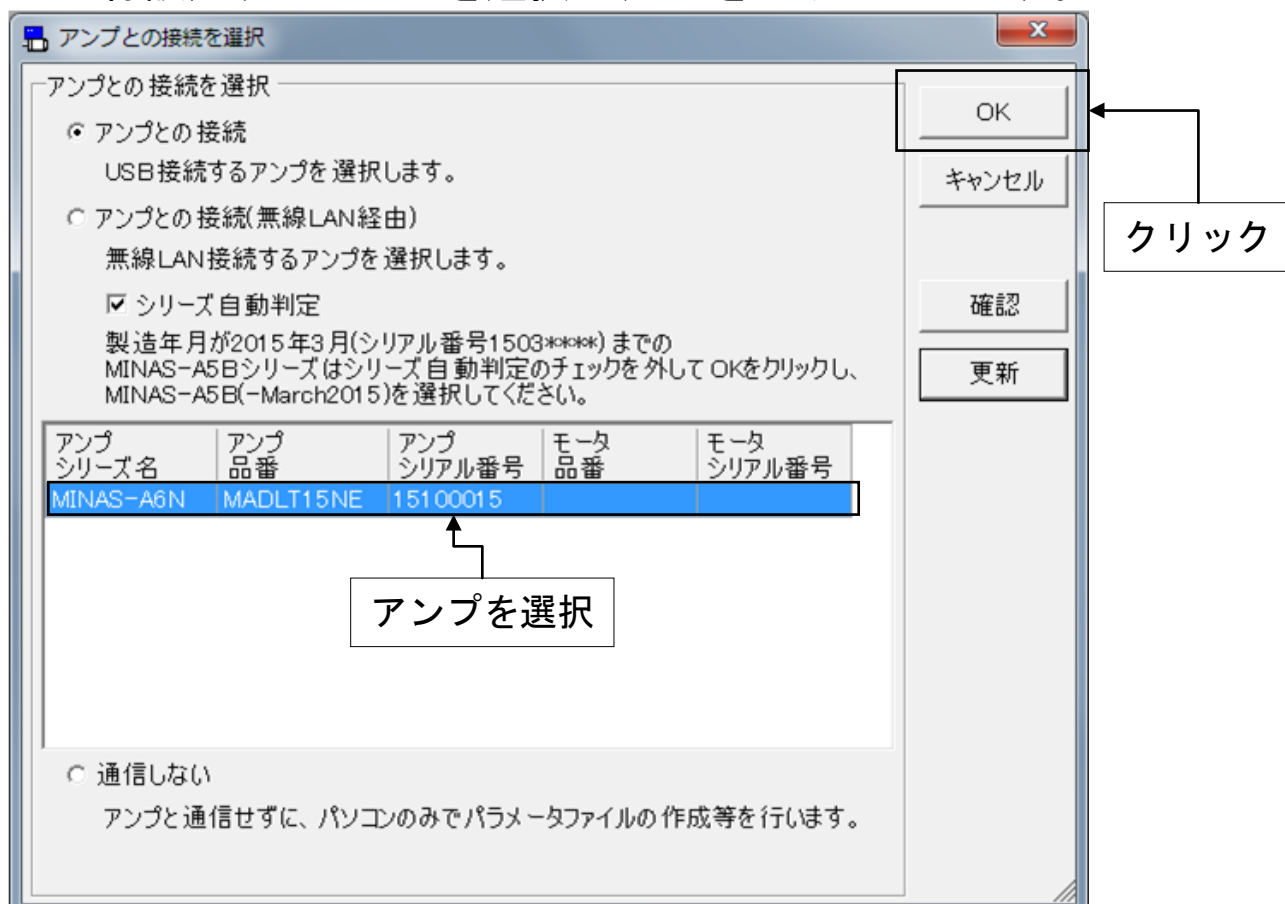 アンプとの接続を選択
アンプとの接続を選択
アンプとの接続
USB接続するアンプを選択します。
アンプとの接続(無線LAN経由)
無線LAN接続するアンプを選択します。
シリーズ自動判定
製造年月が2015年3月(シリアル番号1503****)までの
MINAS-A5Bシリーズはシリーズ自動判定のチェックを外してOKをクリックし、
MINAS-A5B(-March2015)を選択してください。
アンプ シリーズ名
アンプ 品番
アンプ シリアル番号
モータ 品番
モータ シリアル番号
MINAS-A6N MADLT15NE 15100015
アンプを選択
通信しない
アンプと通信せずに、パソコンのみでパラメータファイルの作成等を行います。
OK
キャンセル
確認
更新
クリック